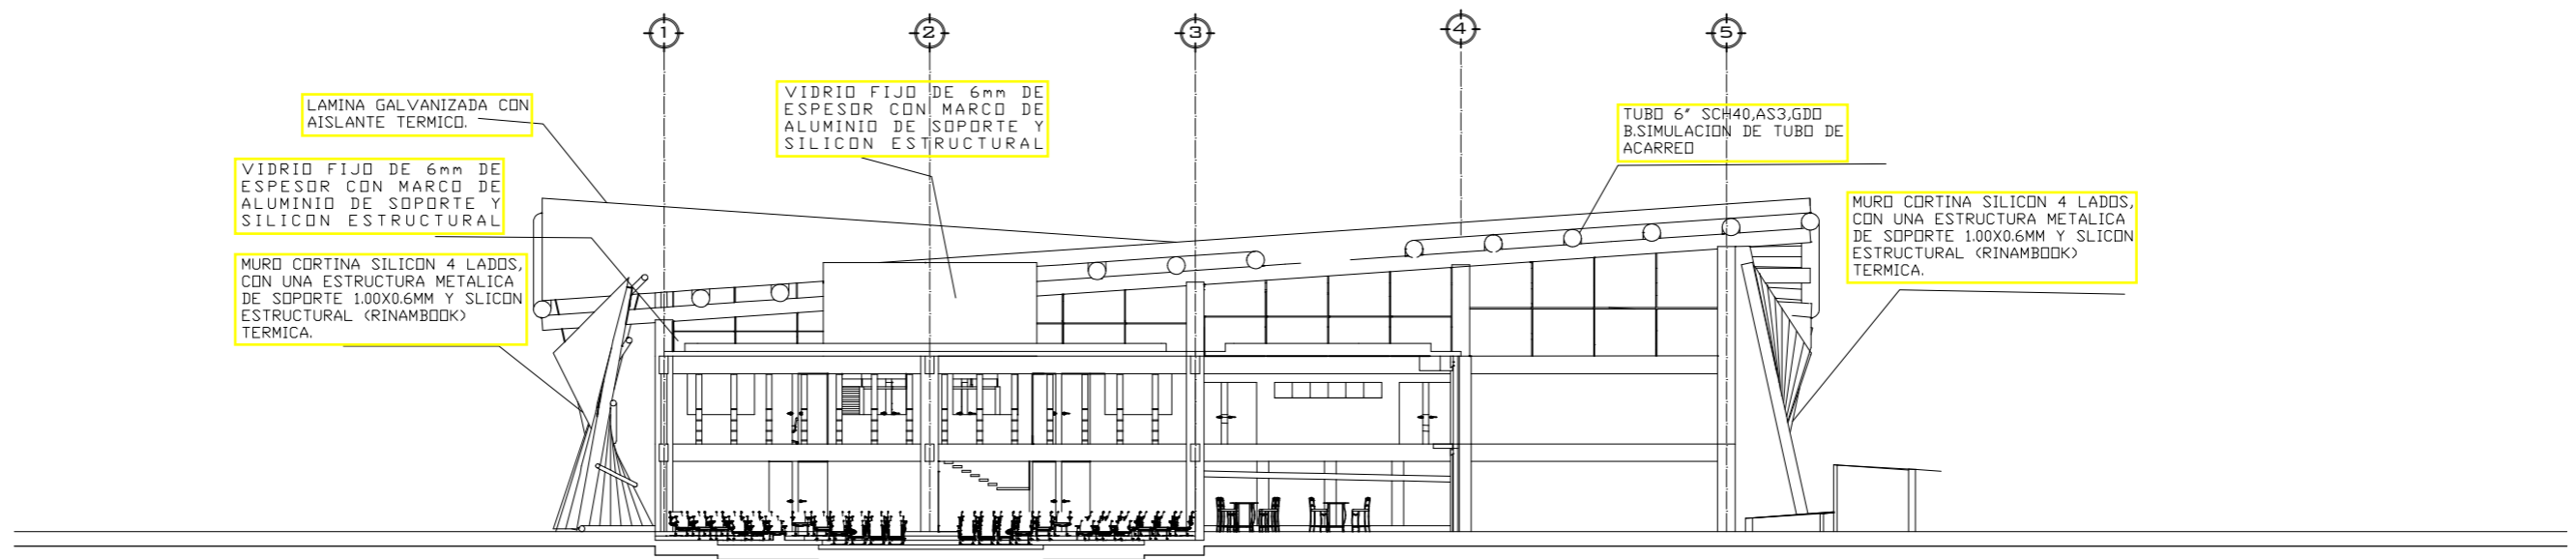 1
2
3
4
5
LAMINA GALVANIZADA CON
AISLANTE TERMICO.
VIDRIO FIJO DE 6mm DE
ESPESOR CON MARCO DE
ALUMINIO DE SOPORTE Y
SILICON ESTRUCTURAL
TUBO 6" SCH40,AS3,GDO
B.SIMULACION DE TUBO DE
ACARREO
VIDRIO FIJO DE 6mm DE
ESPESOR CON MARCO DE
ALUMINIO DE SOPORTE Y
SILICON ESTRUCTURAL
MURO CORTINA SILICON 4 LADOS,
CON UNA ESTRUCTURA METALICA
DE SOPORTE 1.00X0.6MM Y SLICON
ESTRUCTURAL (RINAMBOOK)
TERMICA.
MURO CORTINA SILICON 4 LADOS,
CON UNA ESTRUCTURA METALICA
DE SOPORTE 1.00X0.6MM Y SLICON
ESTRUCTURAL (RINAMBOOK)
TERMICA.